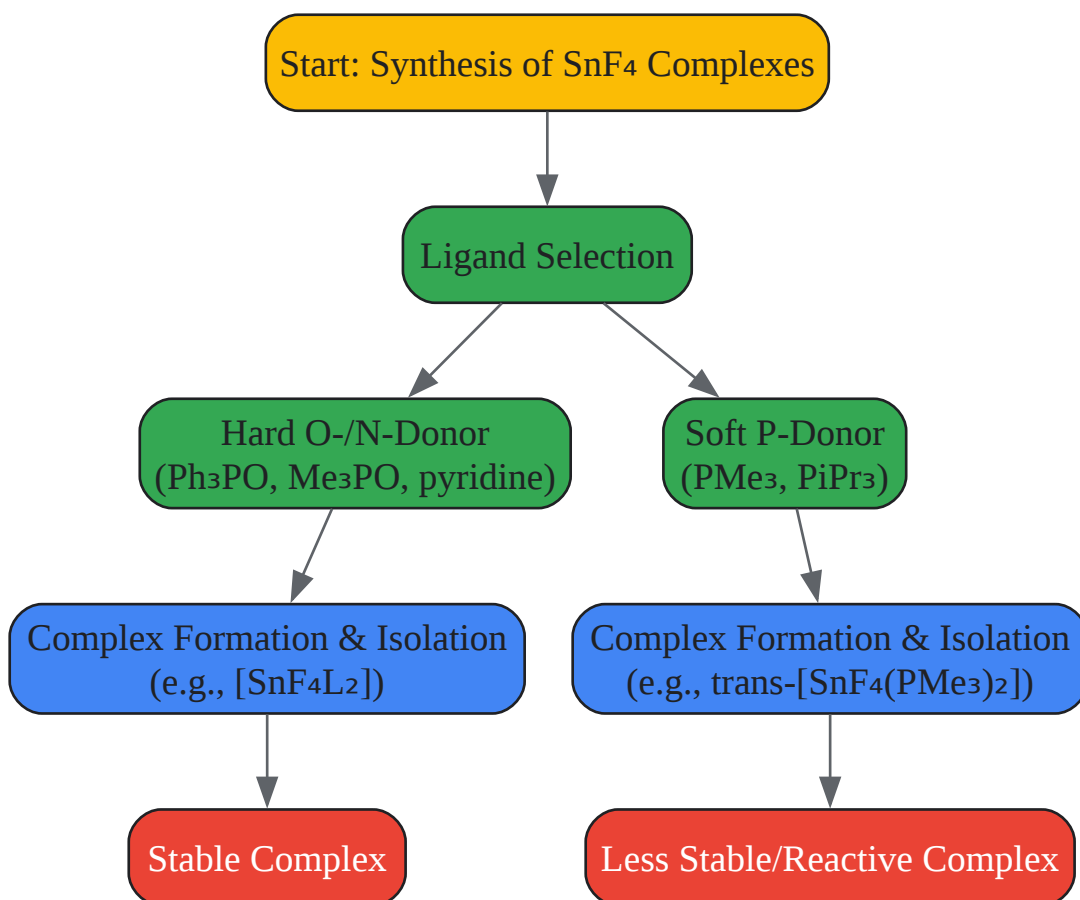 Start: Synthesis of SnF₄ Complexes
Ligand Selection
Hard O-/N-Donor
(Ph₃PO, Me₃PO, pyridine)
Soft P-Donor
(PMe₃, PiPr₃)
Complex Formation & Isolation
(e.g., [SnF₄L₂])
Complex Formation & Isolation
(e.g., trans-[SnF₄(PMe₃)₂])
Stable Complex
Less Stable/Reactive Complex